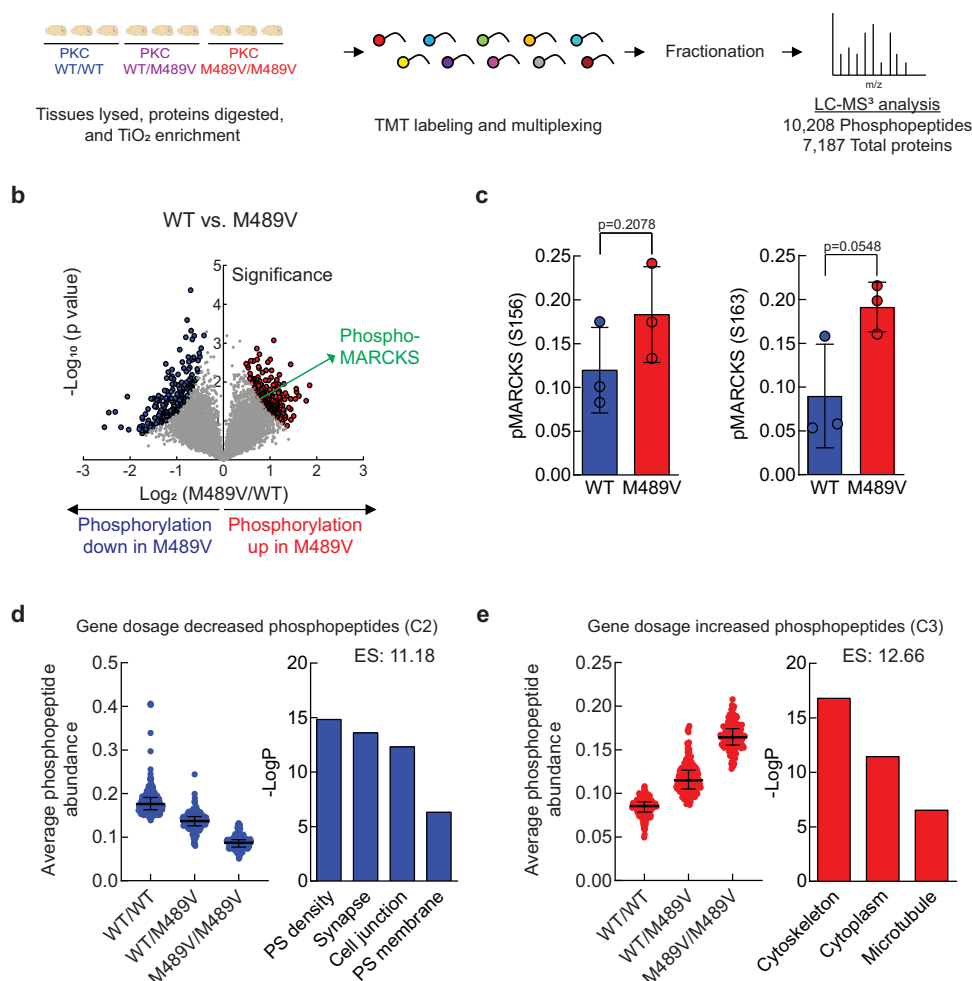 PKC PKC PKC
WT/WT WT/M489V M489V/M489V
Tissues lysed, proteins digested,
and TiO₂ enrichment
TMT labeling and multiplexing
Fractionation
m/z
LC-MS³ analysis
10,208 Phosphopeptides
7,187 Total proteins
b
WT vs. M489V
Significance
-Log₁₀ (p value)
5
4
3
2
1
Phospho-
MARCKS
-3 -2 -1 0 1 2 3
Log₂ (M489V/WT)
Phosphorylation
down in M489V
Phosphorylation
up in M489V
c
p=0.2078
pMARCKS (S156)
0.25
0.20
0.15
0.10
0.05
0.00
WT M489V
p=0.0548
pMARCKS (S163)
0.25
0.20
0.15
0.10
0.05
0.00
WT M489V
d
Gene dosage decreased phosphopeptides (C2)
Average phosphopeptide
abundance
0.5
0.4
0.3
0.2
0.1
0.0
WT/WT
WT/M489V
M489V/M489V
ES: 11.18
-LogP
20
15
10
5
0
PS density
Synapse
Cell junction
PS membrane
e
Gene dosage increased phosphopeptides (C3)
Average phosphopeptide
abundance
0.25
0.20
0.15
0.10
0.05
0.00
WT/WT
WT/M489V
M489V/M489V
ES: 12.66
-LogP
20
15
10
5
0
Cytoskeleton
Cytoplasm
Microtubule